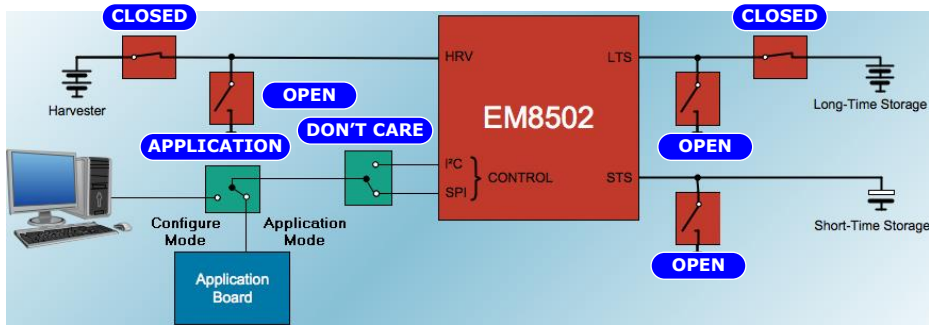 CLOSED
CLOSED
HRV
LTS
Harvester
OPEN
Long-Time Storage
EM8502
APPLICATION
DON'T CARE
OPEN
I²C
CONTROL
SPI
STS
Configure
Mode
Application
Mode
Short-Time Storage
OPEN
Application
Board